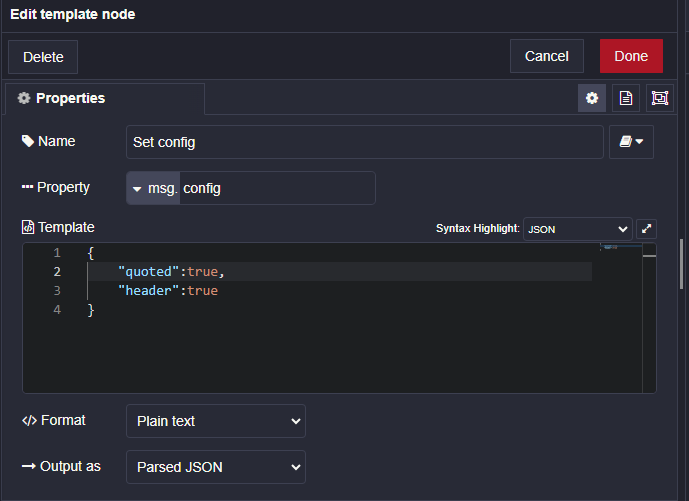 Edit template node
Delete
Cancel
Done
Properties
Name
Set config
Property
msg. config
Template
Syntax Highlight: JSON
1 {
2 "quoted":true,
3 "header":true
4 }
</> Format
Plain text
Output as
Parsed JSON